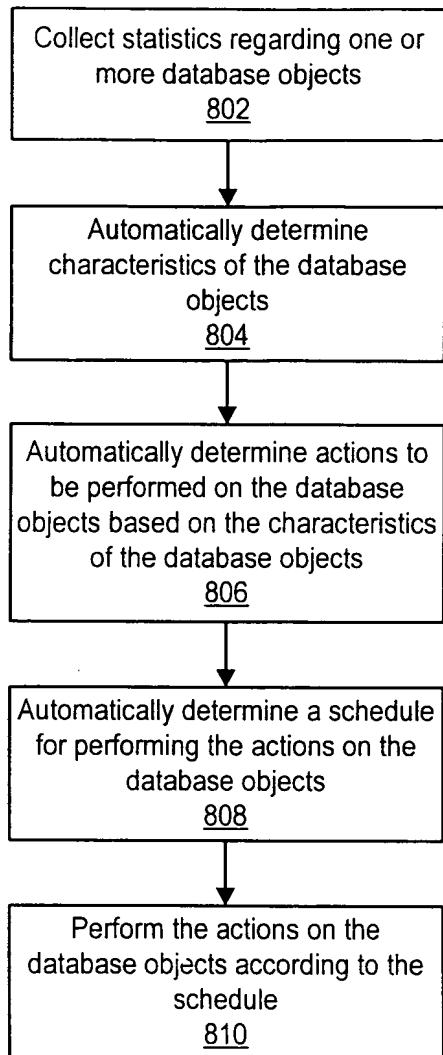 Collect statistics regarding one or
more database objects
802
Automatically determine
characteristics of the database
objects
804
Automatically determine actions to
be performed on the database
objects based on the characteristics
of the database objects
806
Automatically determine a schedule
for performing the actions on the
database objects
808
Perform the actions on the
database objects according to the
schedule
810